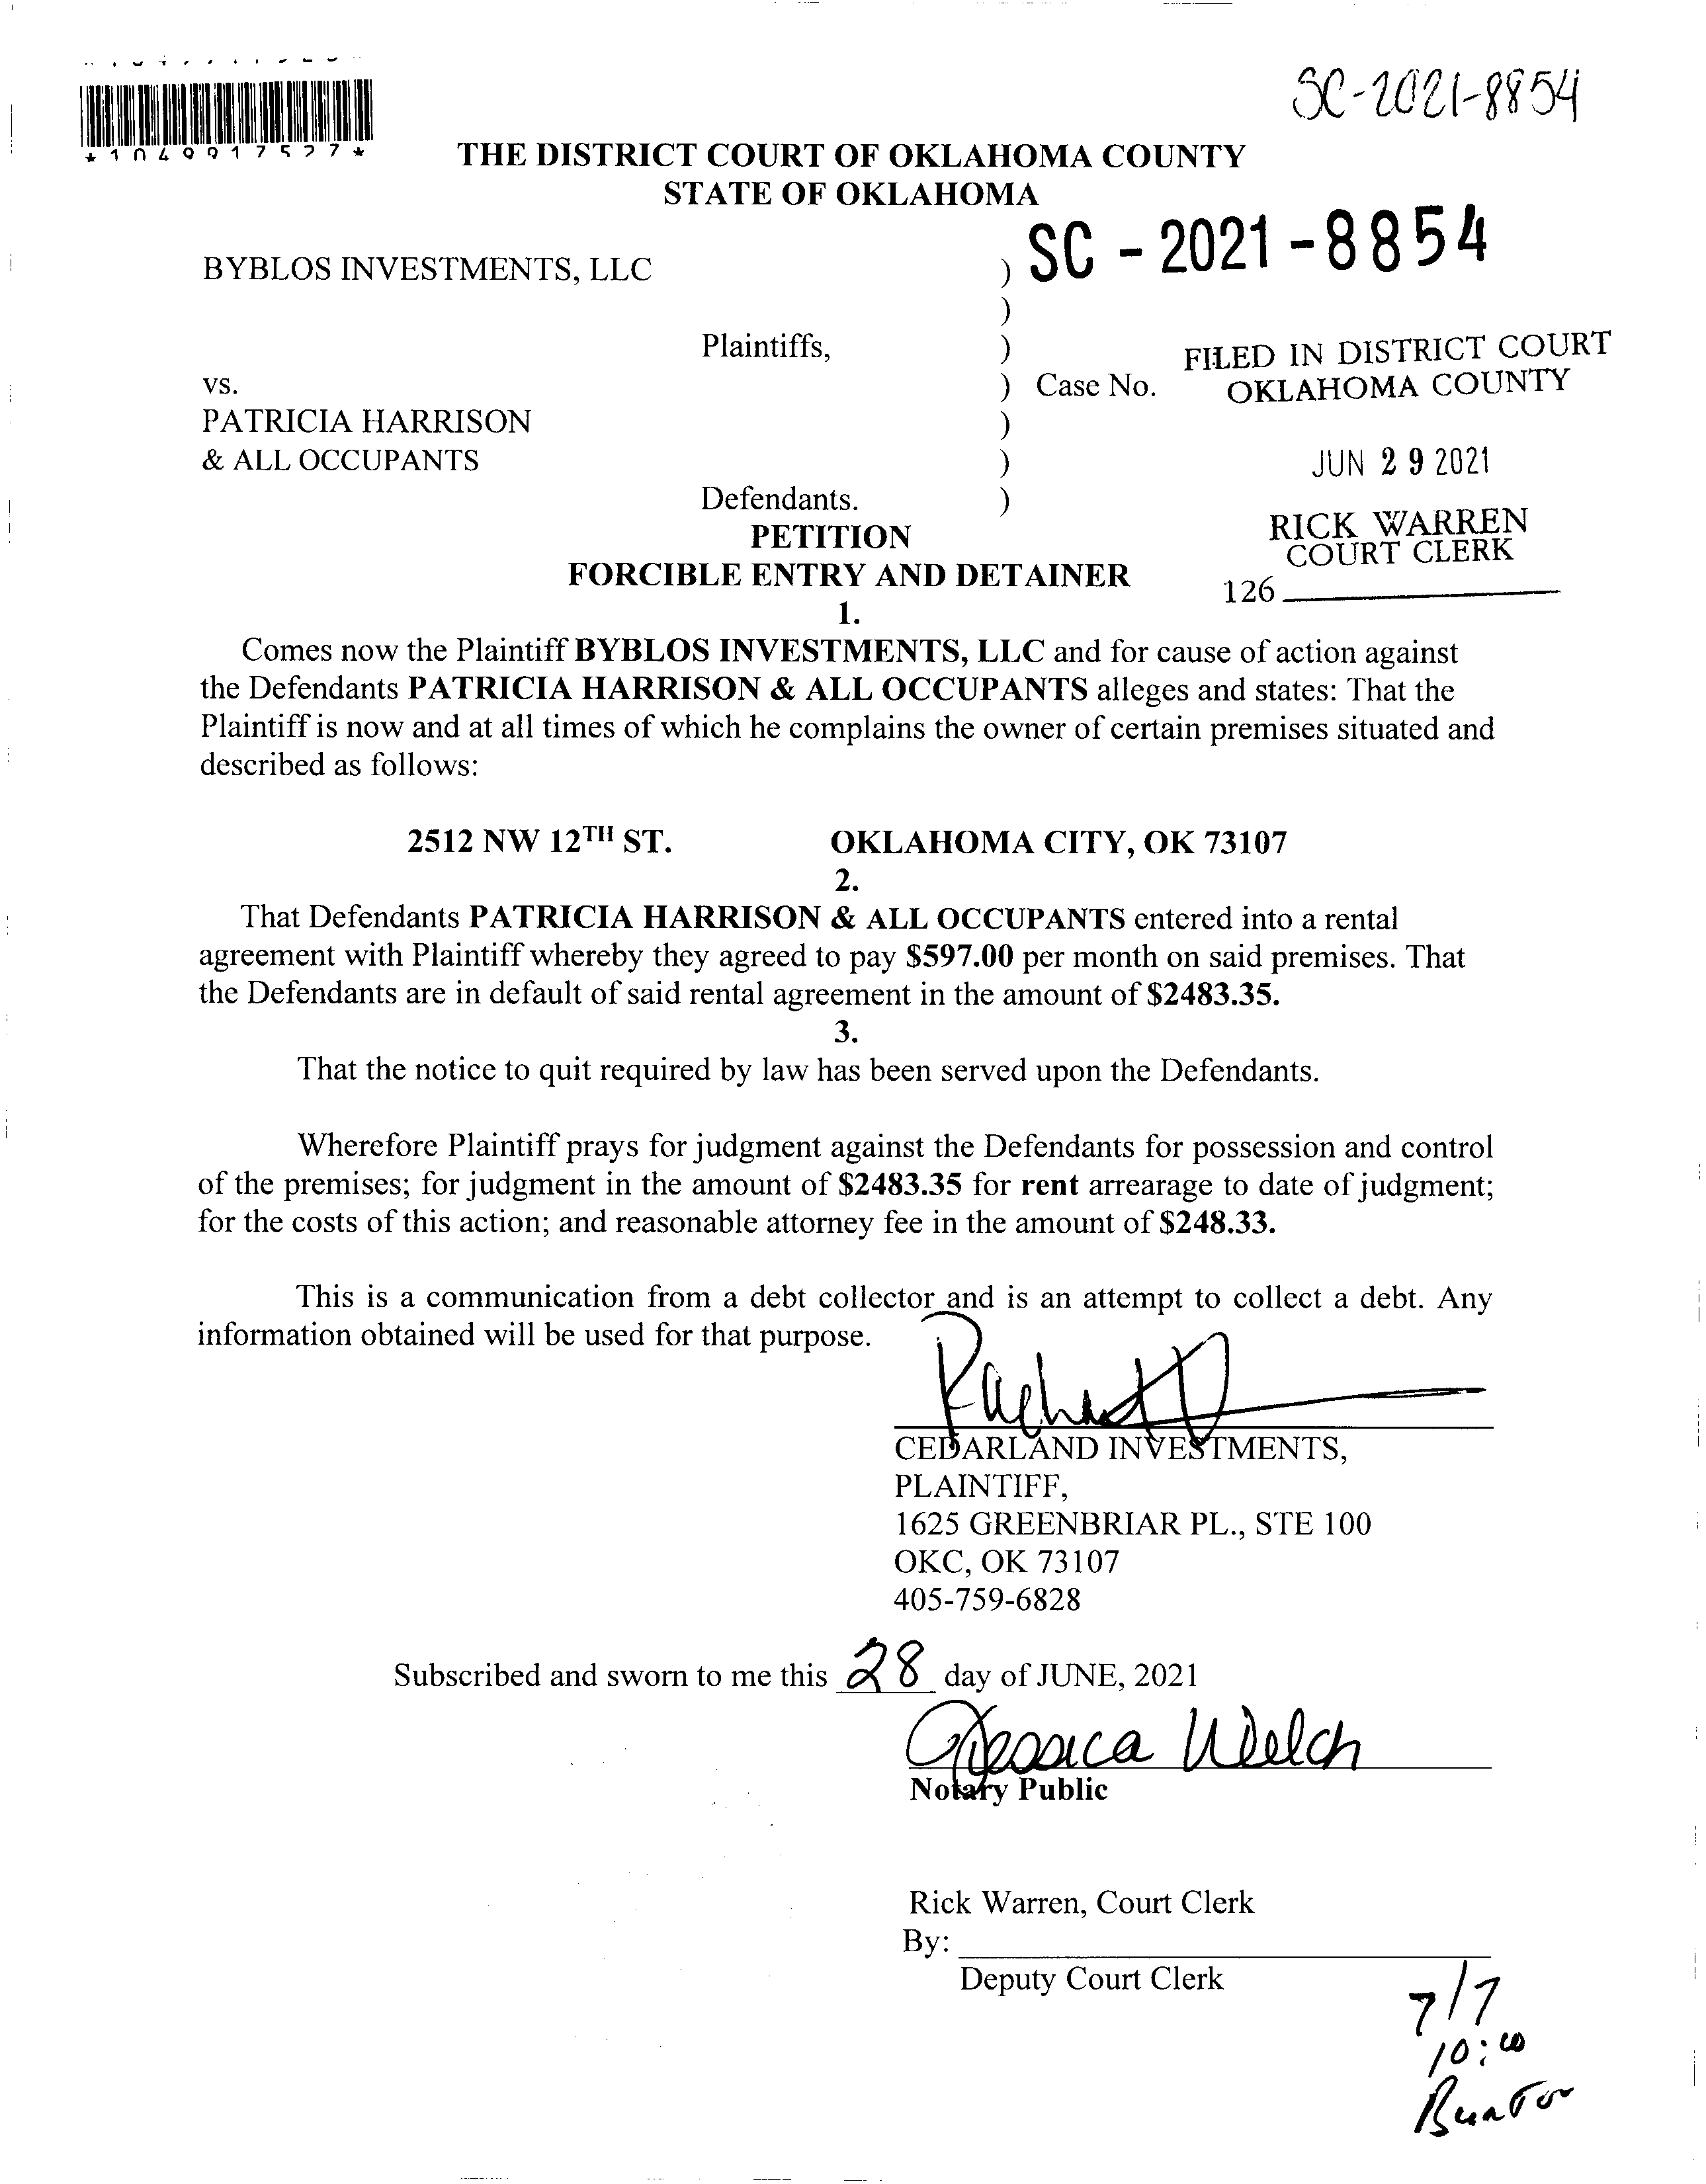 SC-2021-8854
*1049917527*
THE DISTRICT COURT OF OKLAHOMA COUNTY
STATE OF OKLAHOMA
SC - 2021 - 8854
BYBLOS INVESTMENTS, LLC )
)
Plaintiffs, )
FILED IN DISTRICT COURT
vs. ) Case No. OKLAHOMA COUNTY
PATRICIA HARRISON )
& ALL OCCUPANTS ) JUN 29 2021
Defendants. )
PETITION RICK WARREN
COURT CLERK
FORCIBLE ENTRY AND DETAINER
126
1.
Comes now the Plaintiff BYBLOS INVESTMENTS, LLC and for cause of action against
the Defendants PATRICIA HARRISON & ALL OCCUPANTS alleges and states: That the
Plaintiff is now and at all times of which he complains the owner of certain premises situated and
described as follows:
2512 NW 12TH ST. OKLAHOMA CITY, OK 73107
2.
That Defendants PATRICIA HARRISON & ALL OCCUPANTS entered into a rental
agreement with Plaintiff whereby they agreed to pay $597.00 per month on said premises. That
the Defendants are in default of said rental agreement in the amount of $2483.35.
3.
That the notice to quit required by law has been served upon the Defendants.
Wherefore Plaintiff prays for judgment against the Defendants for possession and control
of the premises; for judgment in the amount of $2483.35 for rent arrearage to date of judgment;
for the costs of this action; and reasonable attorney fee in the amount of $248.33.
This is a communication from a debt collector and is an attempt to collect a debt. Any
information obtained will be used for that purpose.
CEDARLAND INVESTMENTS,
PLAINTIFF,
1625 GREENBRIAR PL., STE 100
OKC, OK 73107
405-759-6828
Subscribed and sworn to me this 28 day of JUNE, 2021
Jessica Welch
Notary Public
Rick Warren, Court Clerk
By:
Deputy Court Clerk
7/7
10:00